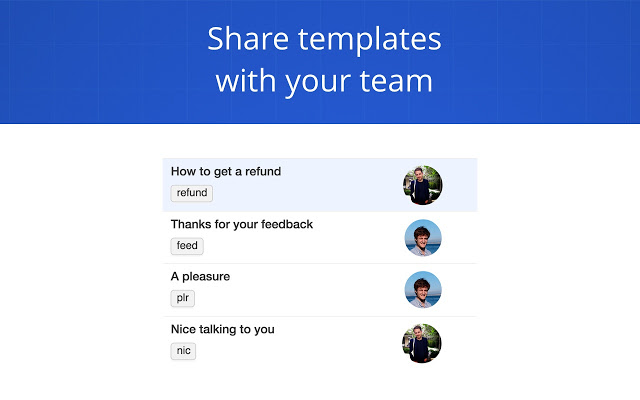 Share templates
with your team
How to get a refund
refund
Thanks for your feedback
feed
A pleasure
plr
Nice talking to you
nic